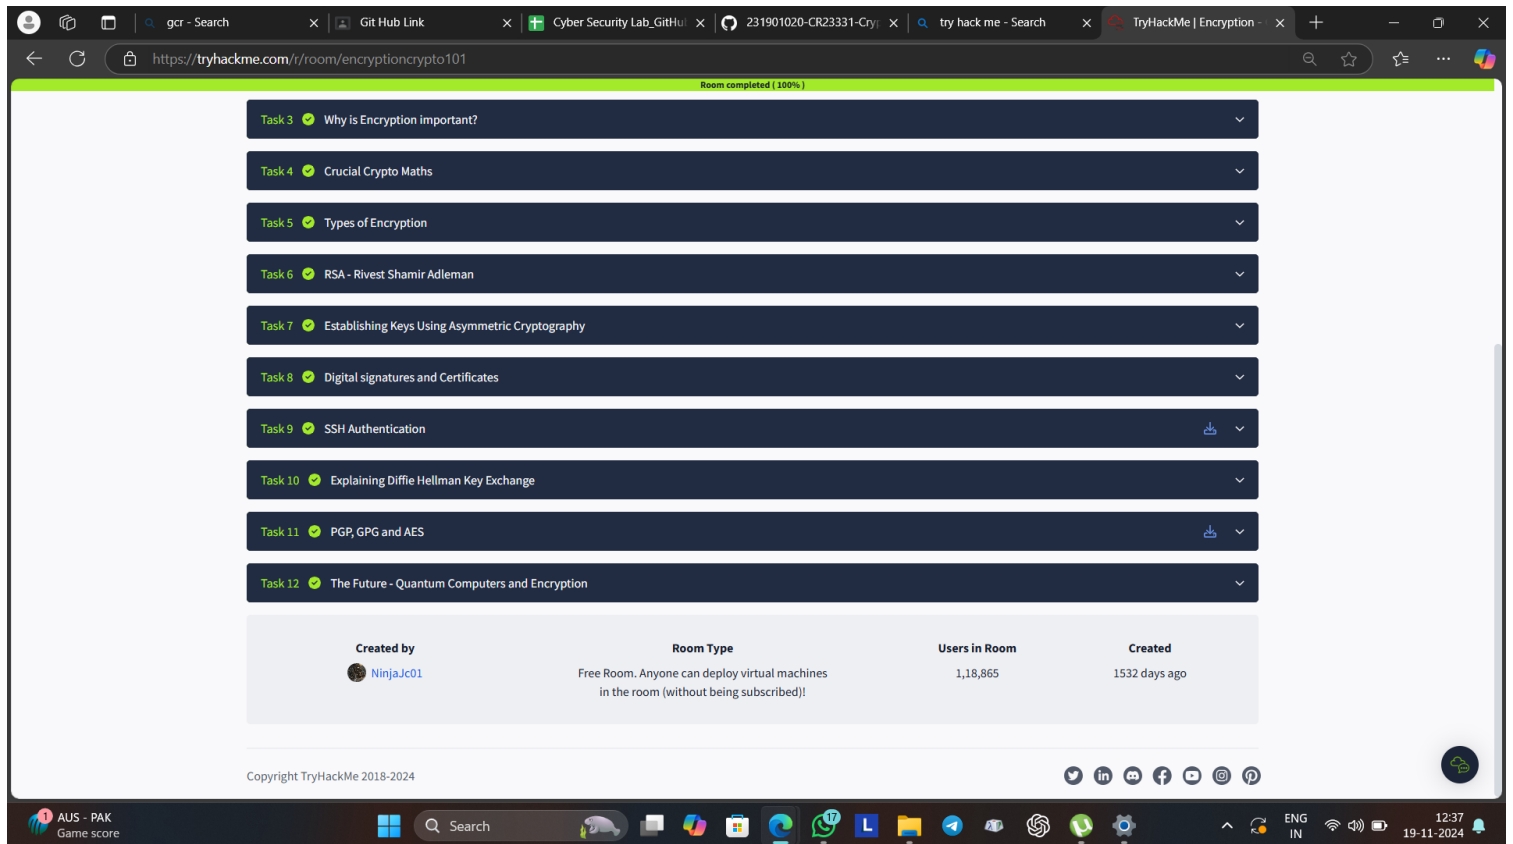 gcr - Search
Git Hub Link
Cyber Security Lab_GitHu
231901020-CR23331-Cryp
try hack me - Search
TryHackMe | Encryption -
https://tryhackme.com/r/room/encryptioncrypto101
Room completed ( 100% )
Task 3 Why is Encryption important?
Task 4 Crucial Crypto Maths
Task 5 Types of Encryption
Task 6 RSA - Rivest Shamir Adleman
Task 7 Establishing Keys Using Asymmetric Cryptography
Task 8 Digital signatures and Certificates
Task 9 SSH Authentication
Task 10 Explaining Diffie Hellman Key Exchange
Task 11 PGP, GPG and AES
Task 12 The Future - Quantum Computers and Encryption
Created by
NinjaJc01
Room Type
Free Room. Anyone can deploy virtual machines
in the room (without being subscribed)!
Users in Room
1,18,865
Created
1532 days ago
Copyright TryHackMe 2018-2024
1
AUS - PAK
Game score
Search
17
L
ENG
IN
12:37
19-11-2024